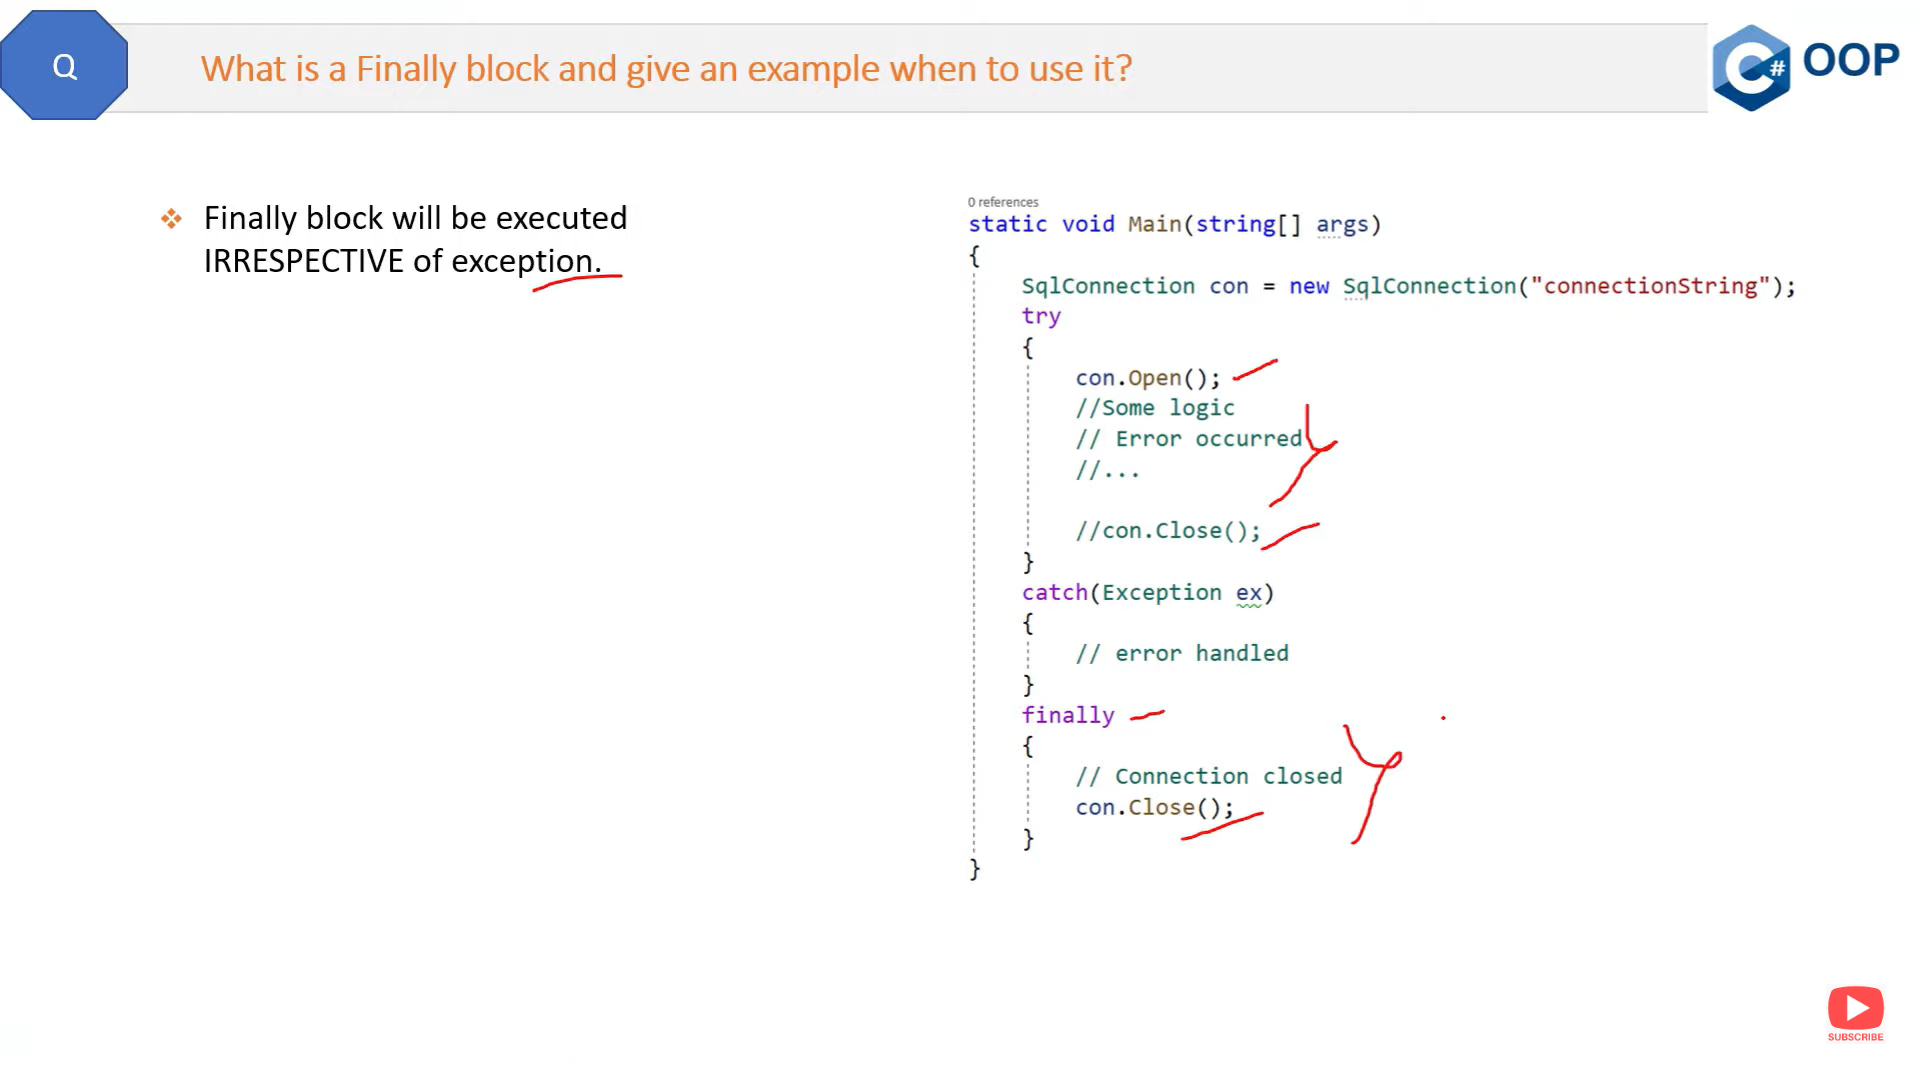 Q
What is a Finally block and give an example when to use it?
C# OOP
Finally block will be executed
IRRESPECTIVE of exception.
0 references
static void Main(string[] args)
{
SqlConnection con = new SqlConnection("connectionString");
try
{
con.Open();
//Some logic
// Error occurred
//...
//con.Close();
}
catch(Exception ex)
{
// error handled
}
finally
{
// Connection closed
con.Close();
}
}
SUBSCRIBE